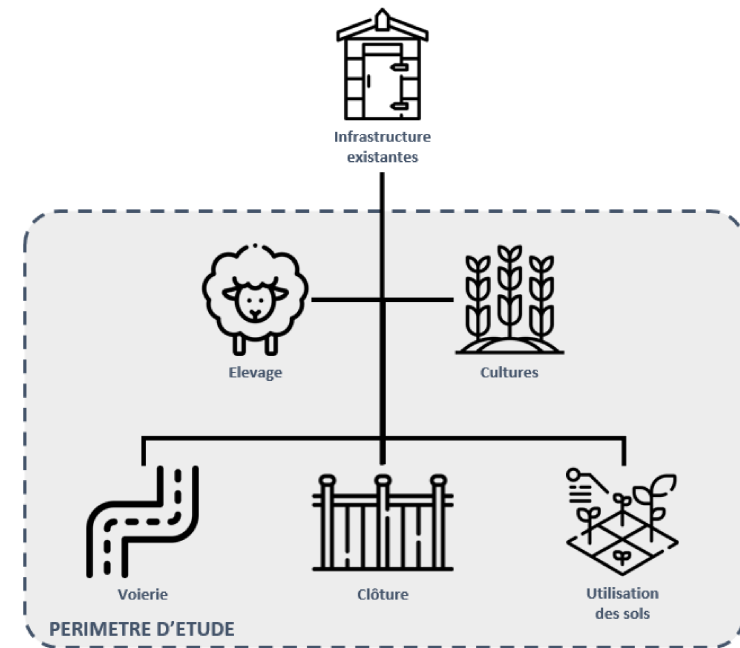 Infrastructure
existantes
Elevage
Cultures
Voierie
Clôture
Utilisation
des sols
PERIMETRE D'ETUDE